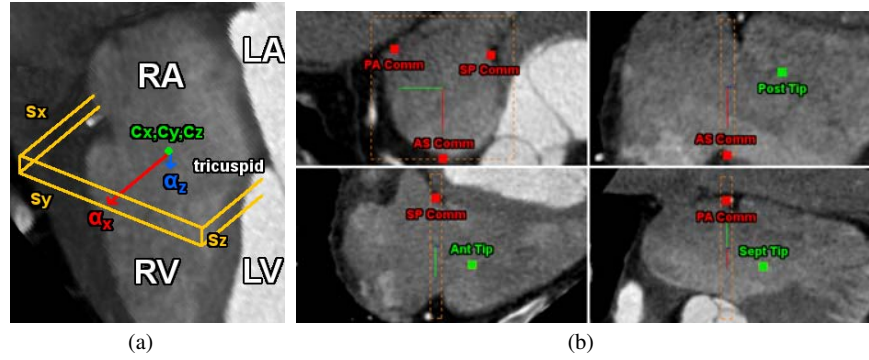 RA
LA
Sx
Cx,Cy,Cz
tricuspid
αz
Sy
αx
Sz
RV
LV
(a)
PA Comm
SP Comm
AS Comm
Post Tip
AS Comm
SP Comm
Ant Tip
PA Comm
Sept Tip
(b)